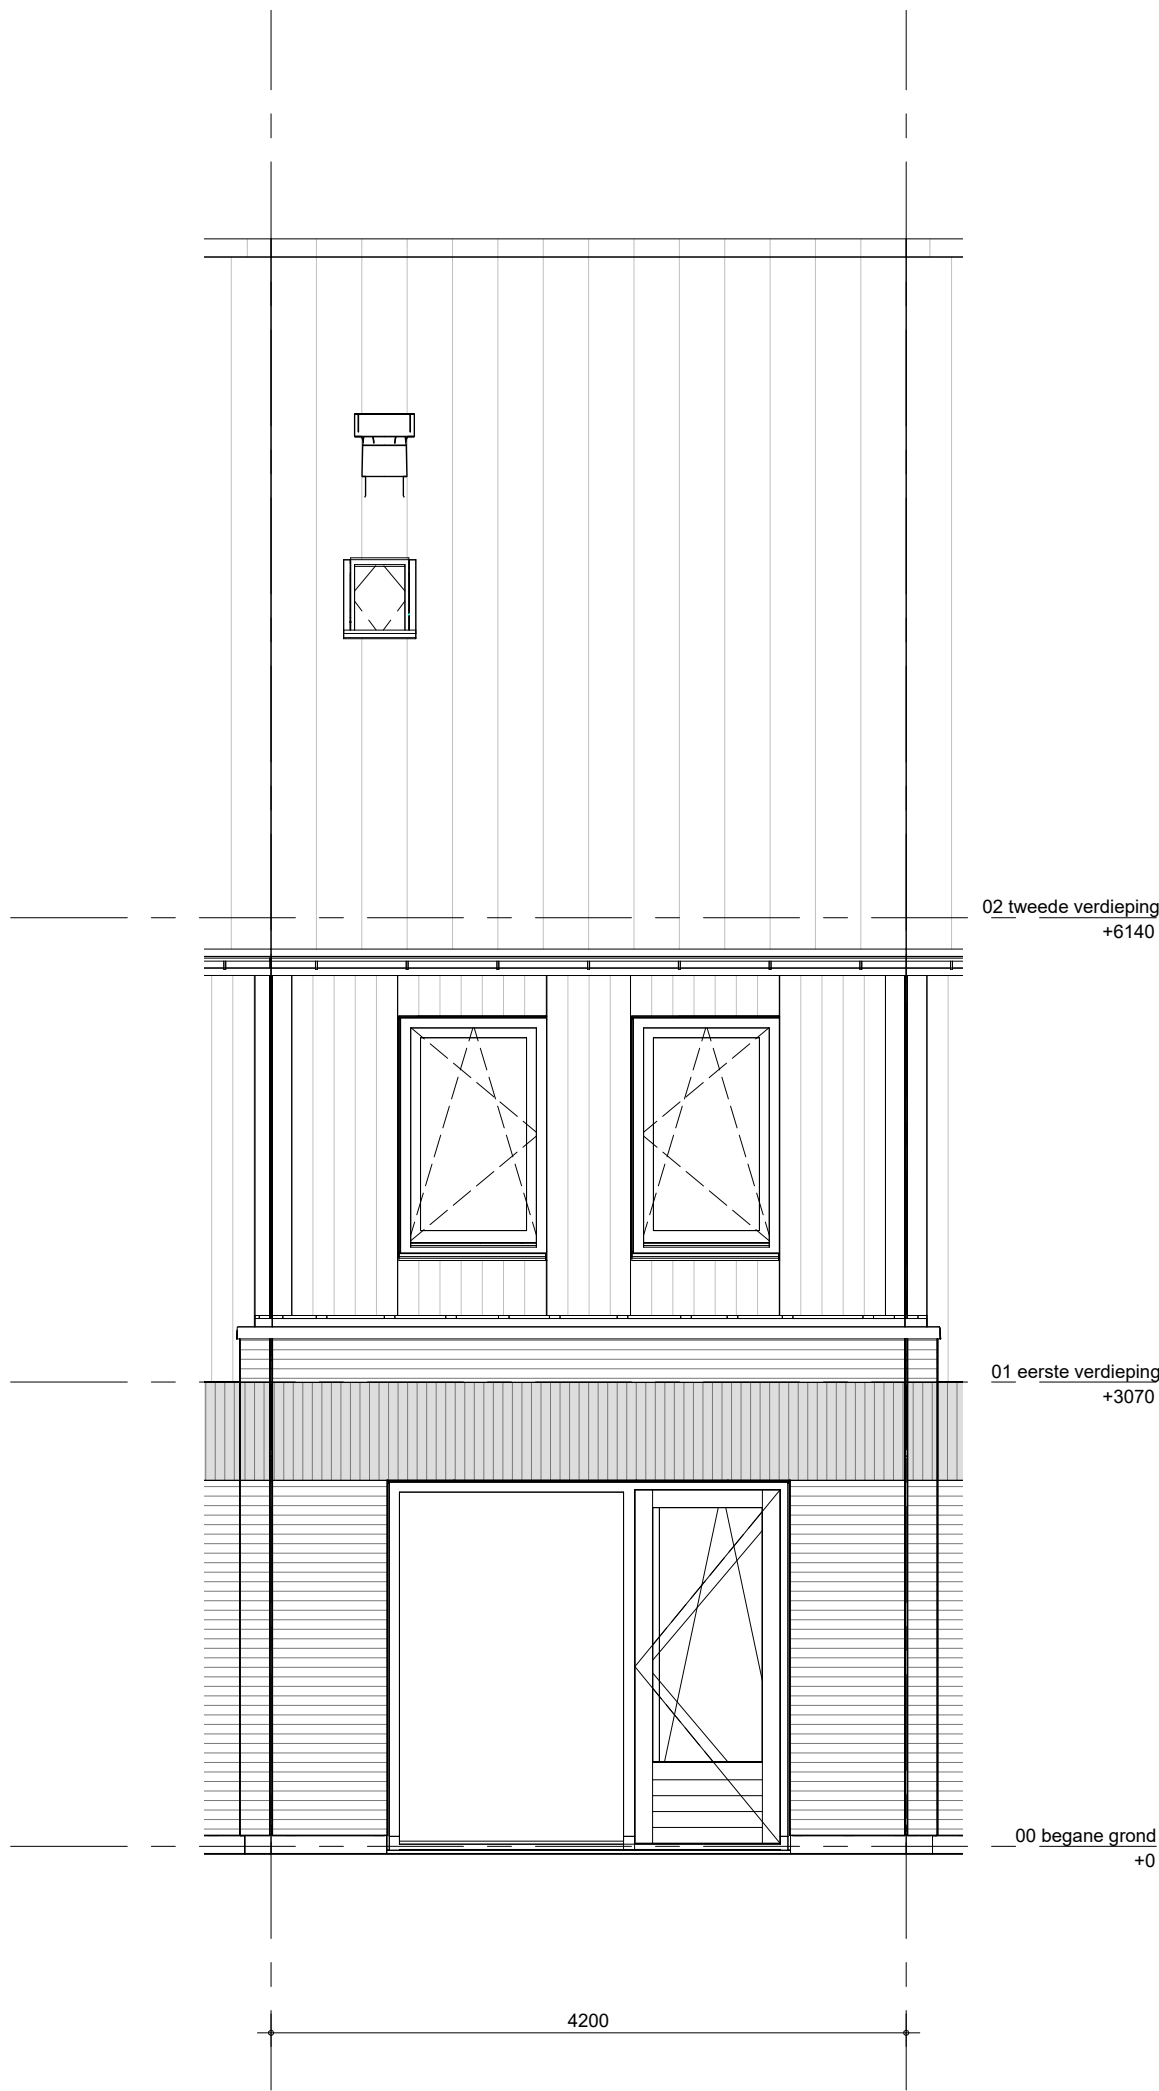 02 tweede verdieping
+6140
01 eerste verdieping
+3070
00 begane grond
+0
4200